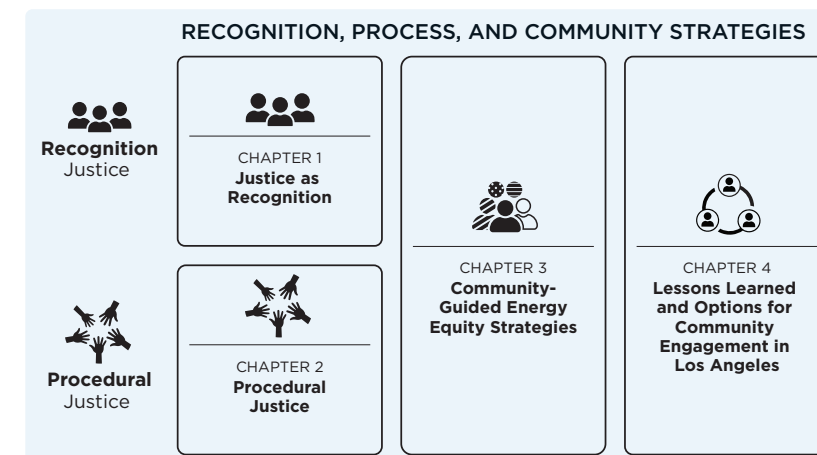 RECOGNITION, PROCESS, AND COMMUNITY STRATEGIES
Recognition
Justice
CHAPTER 1
Justice as
Recognition
Procedural
Justice
CHAPTER 2
Procedural
Justice
CHAPTER 3
Community-
Guided Energy
Equity Strategies
CHAPTER 4
Lessons Learned
and Options for
Community
Engagement in
Los Angeles